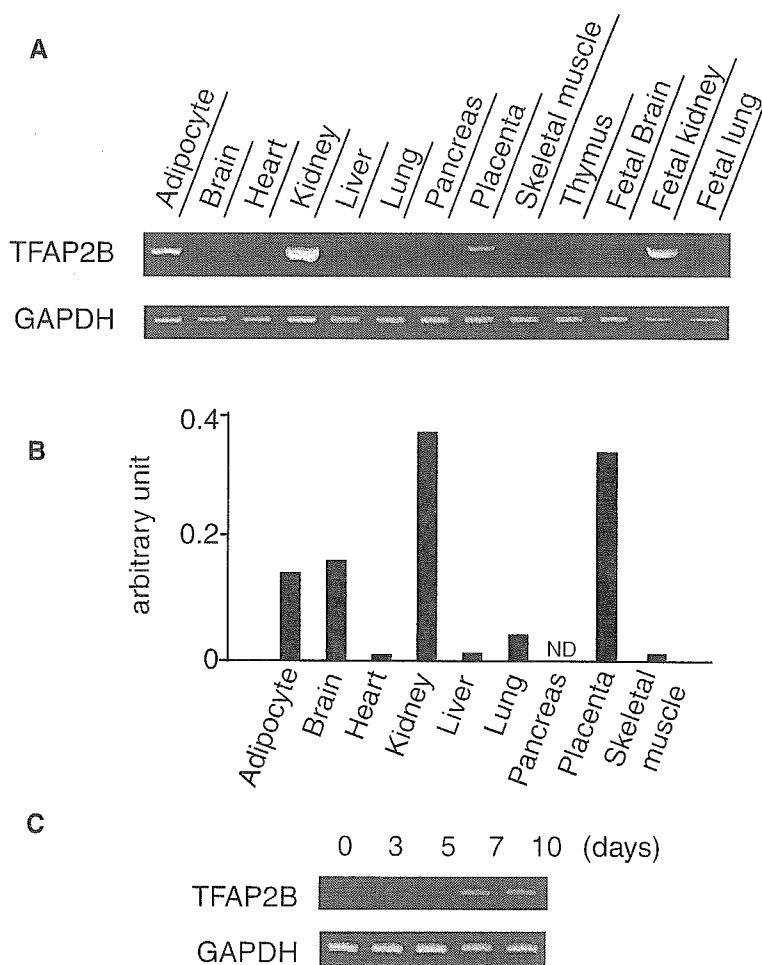 A
Adipocyte
Brain
Heart
Kidney
Liver
Lung
Pancreas
Placenta
Skeletal muscle
Thymus
Fetal Brain
Fetal kidney
Fetal lung
TFAP2B
GAPDH
B
arbitrary unit
0.4
0.2
0
ND
Adipocyte
Brain
Heart
Kidney
Liver
Lung
Pancreas
Placenta
Skeletal
muscle
C
0 3 5 7 10 (days)
TFAP2B
GAPDH